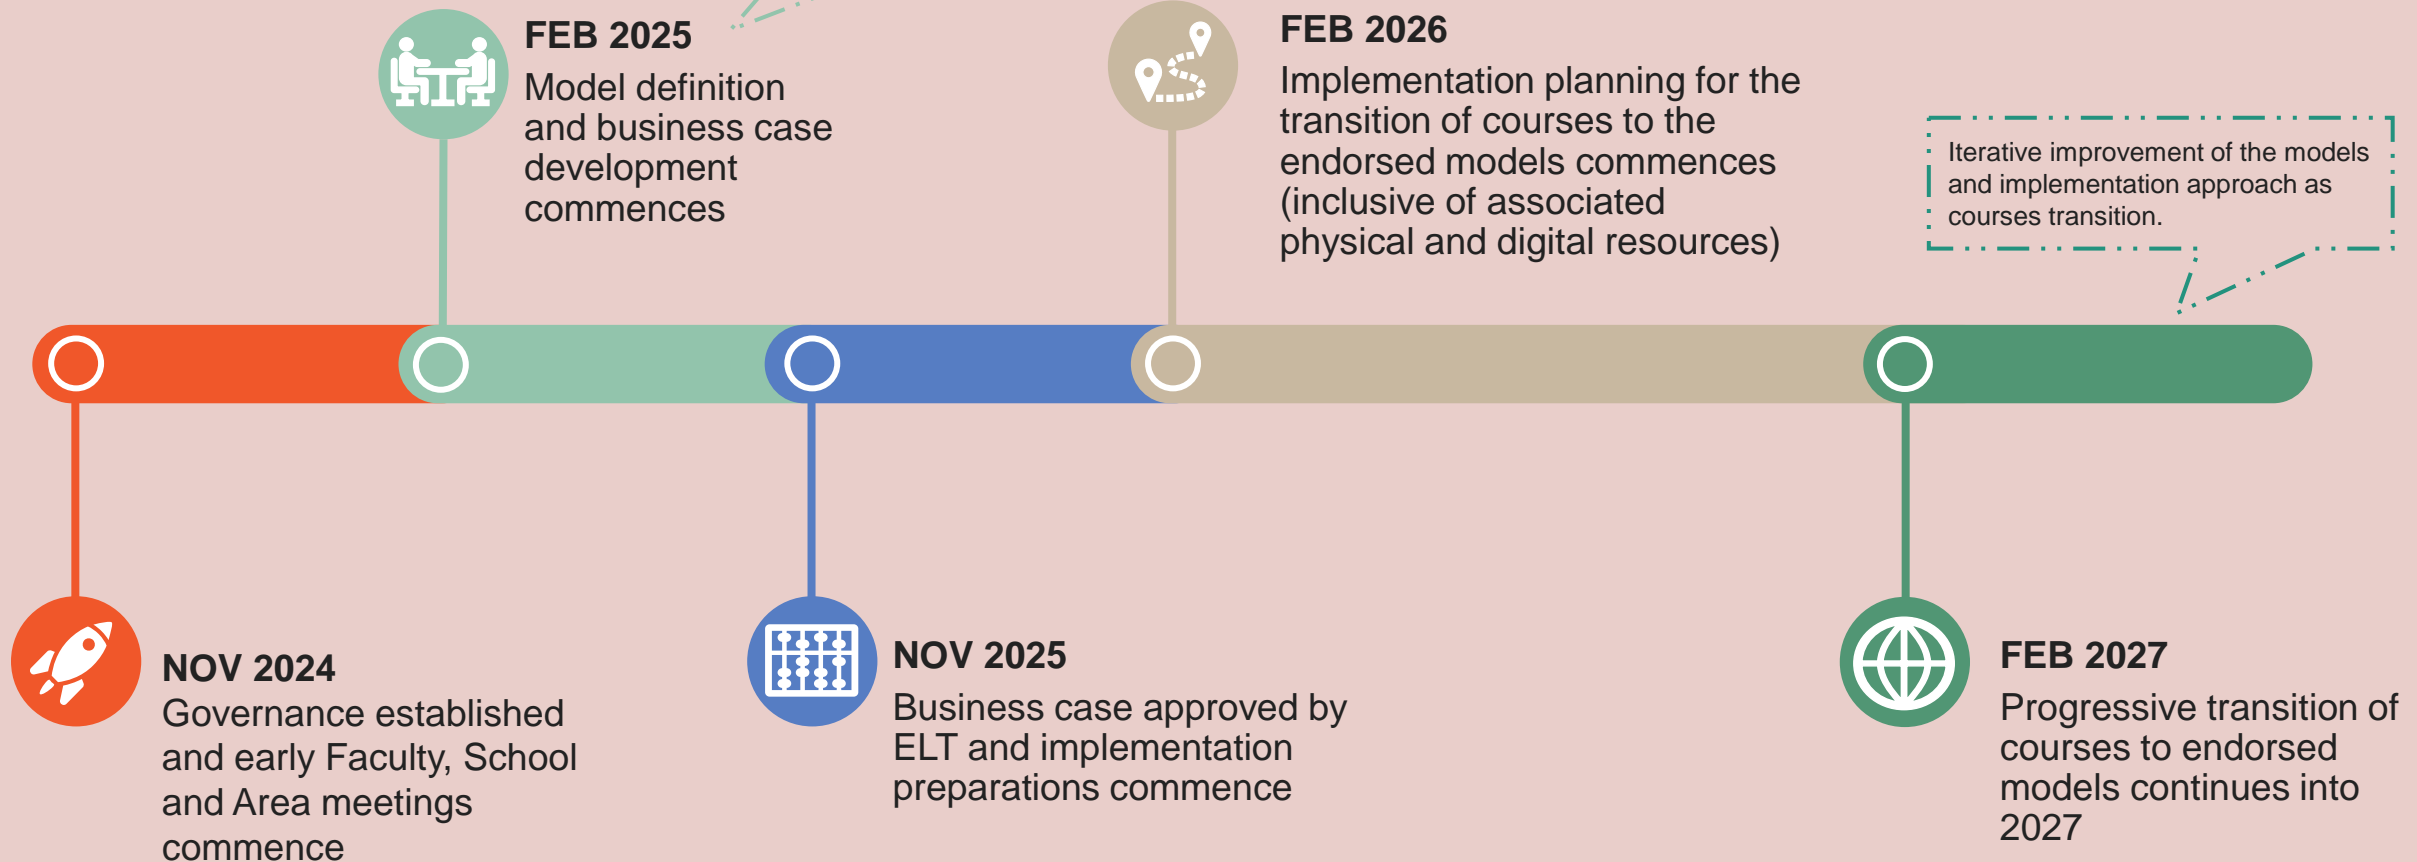 FEB 2025
Model definition
and business case
development
commences
FEB 2026
Implementation planning for the
transition of courses to the
endorsed models commences
(inclusive of associated
physical and digital resources)
Iterative improvement of the models
and implementation approach as
courses transition.
NOV 2024
Governance established
and early Faculty, School
and Area meetings
commence
NOV 2025
Business case approved by
ELT and implementation
preparations commence
FEB 2027
Progressive transition of
courses to endorsed
models continues into
2027